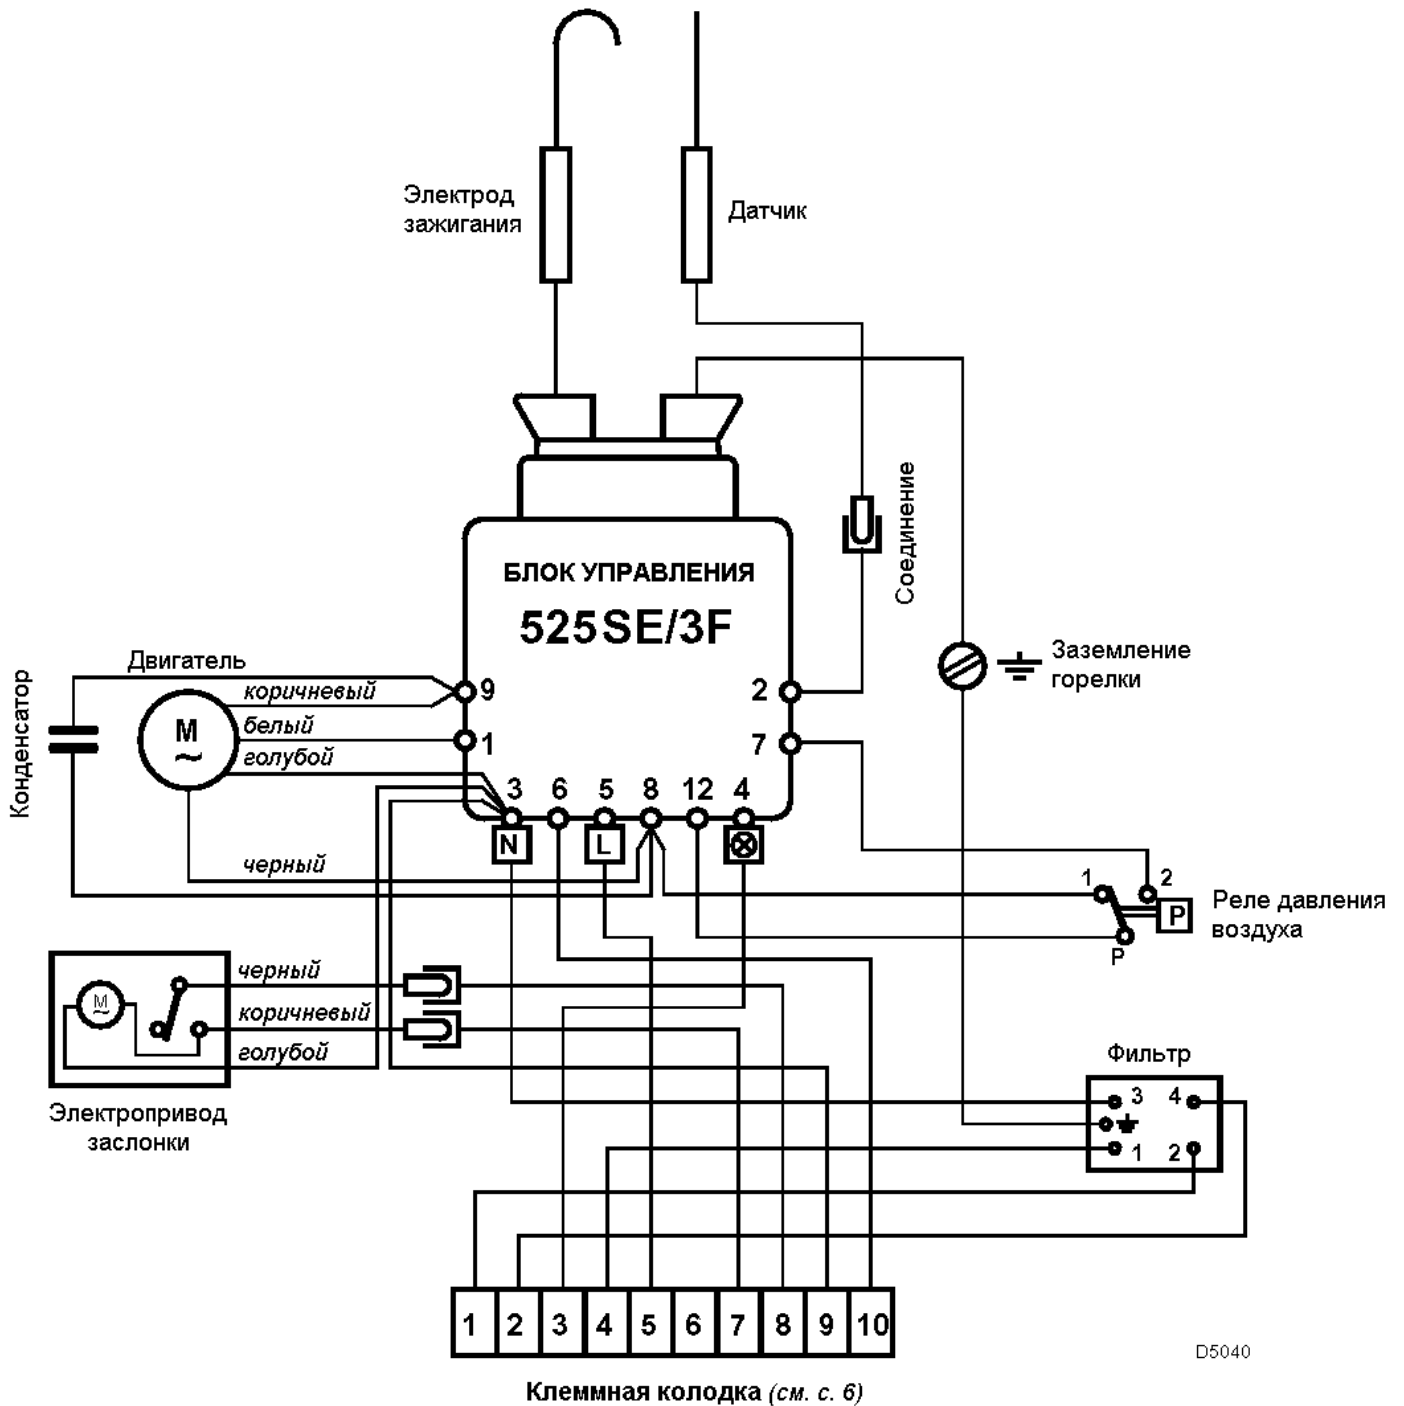 Электрод
зажигания
Датчик
Соединение
БЛОК УПРАВЛЕНИЯ
525SE/3F
Заземление
горелки
Двигатель
Конденсатор
коричневый
белый
голубой
M
~
9
1
2
7
3 6 5 8 12 4
N L
черный
1 2
P
P
Реле давления
воздуха
черный
коричневый
голубой
M
~
Электропривод
заслонки
Фильтр
3 4
1 2
1 2 3 4 5 6 7 8 9 10
D5040
Клеммная колодка (см. с. 6)